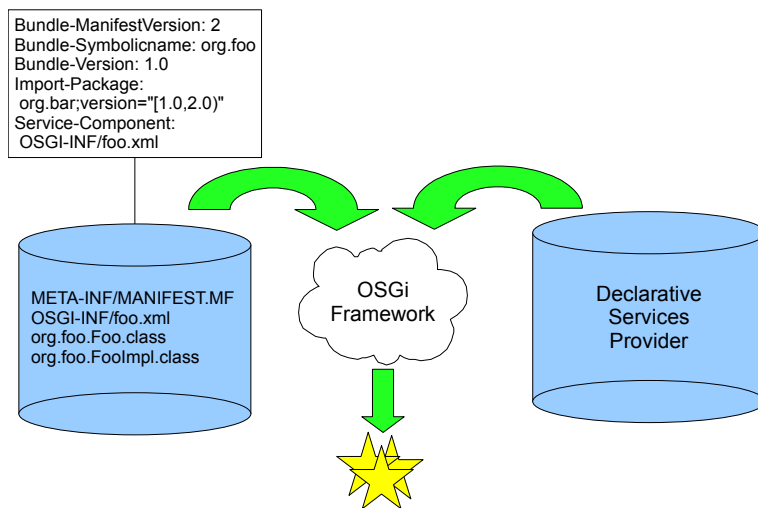 Bundle-ManifestVersion: 2
Bundle-Symbolicname: org.foo
Bundle-Version: 1.0
Import-Package:
org.bar;version="[1.0,2.0)"
Service-Component:
OSGI-INF/foo.xml
META-INF/MANIFEST.MF
OSGI-INF/foo.xml
org.foo.Foo.class
org.foo.FooImpl.class
OSGi
Framework
Declarative
Services
Provider